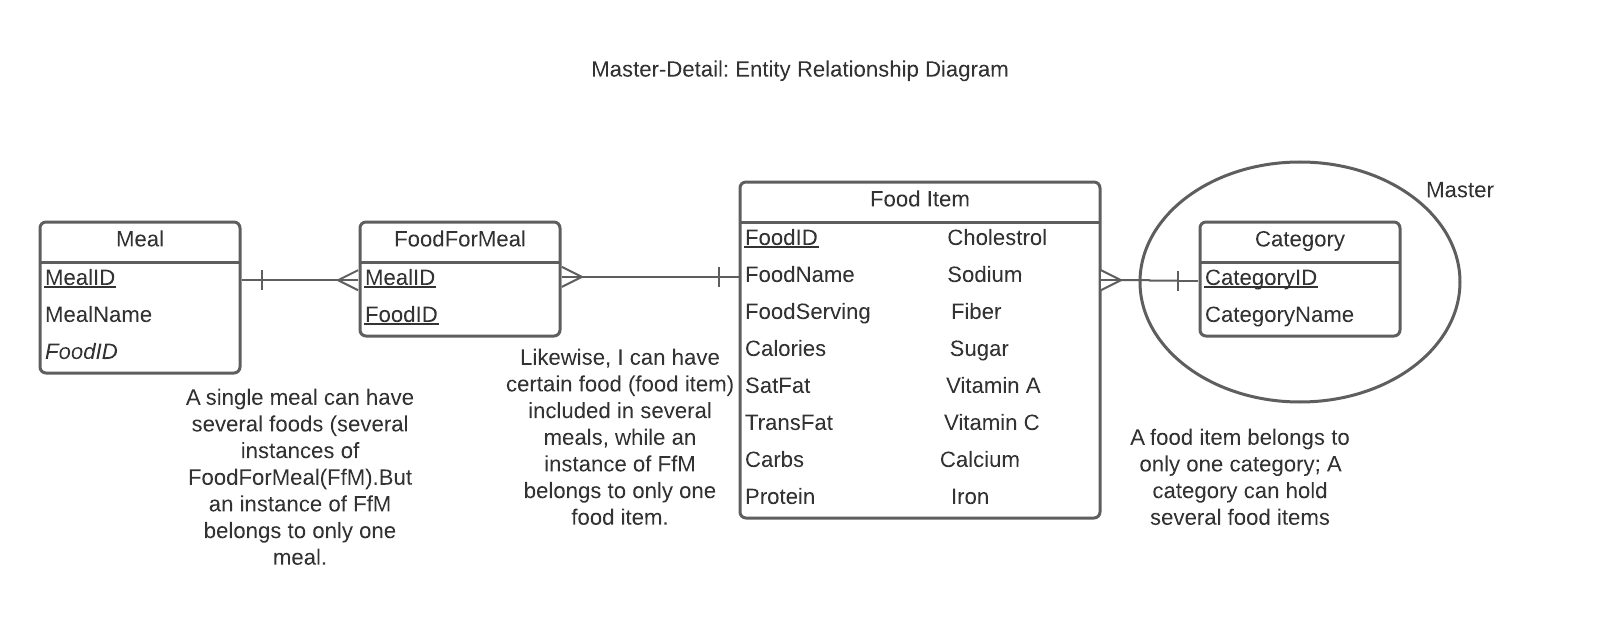 Master-Detail: Entity Relationship Diagram
Meal
MealID
MealName
FoodID
A single meal can have
several foods (several
instances of
FoodForMeal(FfM).But
an instance of FfM
belongs to only one
meal.
FoodForMeal
MealID
FoodID
Likewise, I can have
certain food (food item)
included in several
meals, while an
instance of FfM
belongs to only one
food item.
Food Item
FoodID Cholestrol
FoodName Sodium
FoodServing Fiber
Calories Sugar
SatFat Vitamin A
TransFat Vitamin C
Carbs Calcium
Protein Iron
Master
Category
CategoryID
CategoryName
A food item belongs to
only one category; A
category can hold
several food items